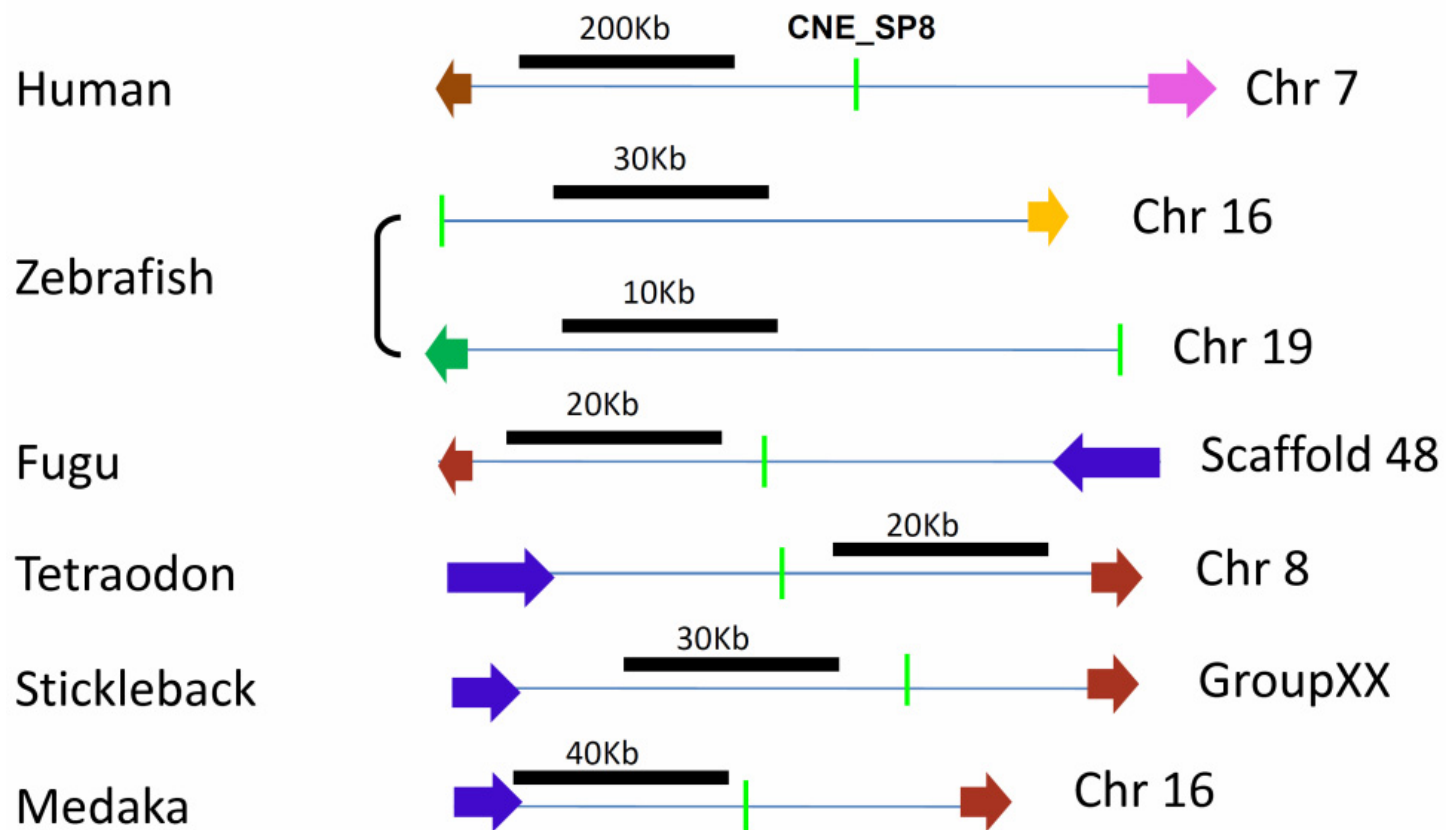 200Kb CNE_SP8
Human Chr 7
30Kb
Chr 16
Zebrafish
10Kb
Chr 19
20Kb
Fugu Scaffold 48
20Kb
Tetraodon Chr 8
30Kb
Stickleback GroupXX
40Kb
Medaka Chr 16